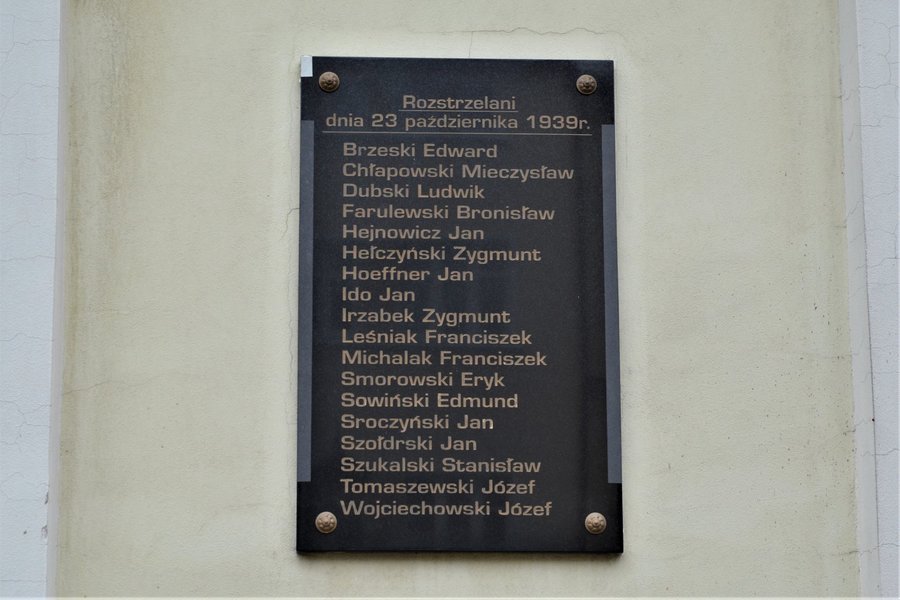 Rozstrzelani
dnia 23 października 1939r.
Brzeski Edward
Chłapowski Mieczysław
Dubski Ludwik
Farulewski Bronisław
Hejnowicz Jan
Hełczyński Zygmunt
Hoeffner Jan
Ido Jan
Irzabek Zygmunt
Leśniak Franciszek
Michalak Franciszek
Smorowski Eryk
Sowiński Edmund
Sroczyński Jan
Szołdrski Jan
Szukalski Stanisław
Tomaszewski Józef
Wojciechowski Józef